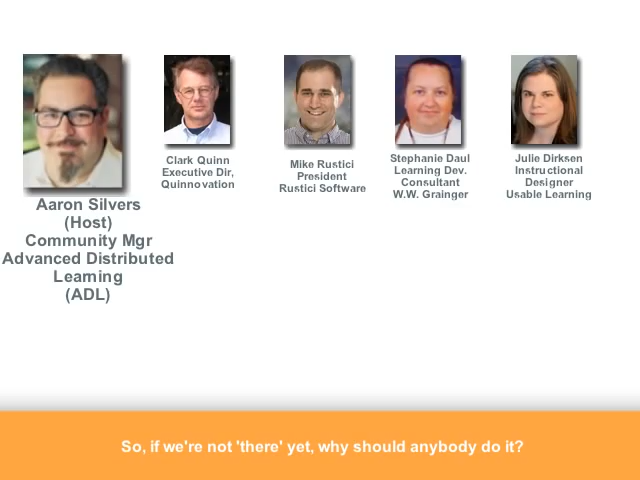 Aaron Silvers
(Host)
Community Mgr
Advanced Distributed
Learning
(ADL)
Clark Quinn
Executive Dir,
Quinnovation
Mike Rustici
President
Rustici Software
Stephanie Daul
Learning Dev.
Consultant
W.W. Grainger
Julie Dirksen
Instructional
Designer
Usable Learning
So, if we're not 'there' yet, why should anybody do it?